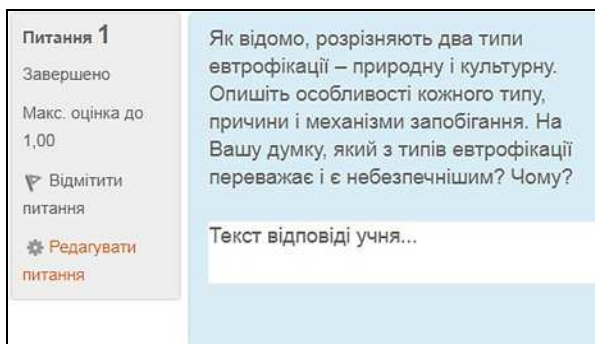 Питання 1
Завершено
Макс. оцінка до
1,00
Відмітити
питання
Редагувати
питання
Як відомо, розрізняють два типи
евтрофікації – природну і культурну.
Опишіть особливості кожного типу,
причини і механізми запобігання. На
Вашу думку, який з типів евтрофікації
переважає і є небезпечнішим? Чому?
Текст відповіді учня...